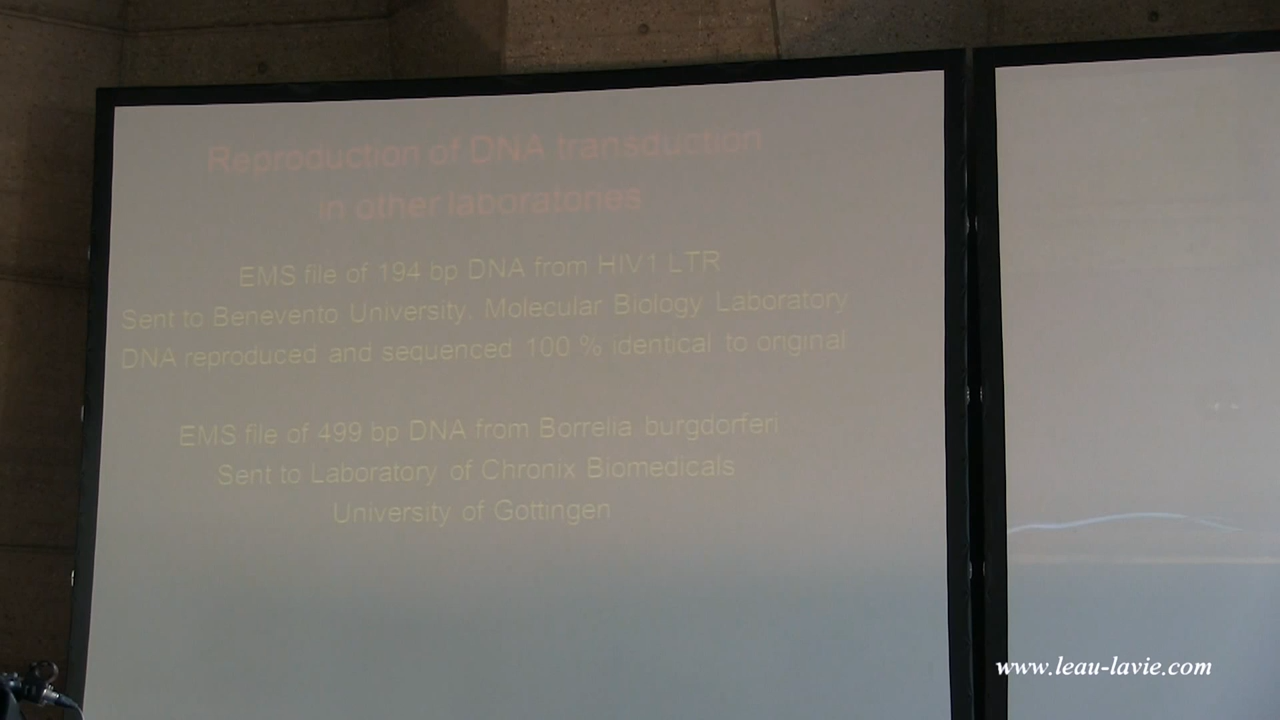 Reproduction of DNA transduction
in other laboratories
EMS file of 194 bp DNA from HIV1 LTR
Sent to Benevento University. Molecular Biology Laboratory
DNA reproduced and sequenced 100 % identical to original
EMS file of 499 bp DNA from Borrelia burgdorferi
Sent to Laboratory of Chronix Biomedicals
University of Gottingen
www.leau-lavie.com